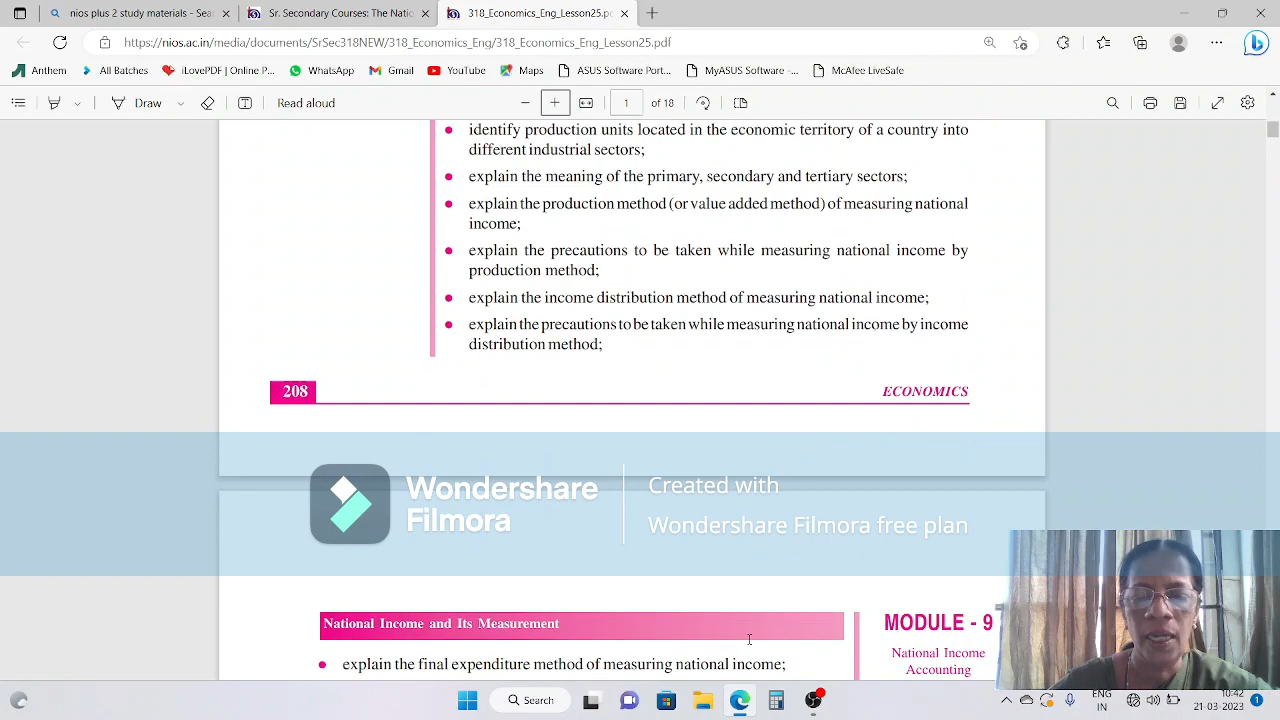 nios plus 2 study materials - Sear
Sr. Secondary Courses: The Natio
318_Economics_Eng_Lesson25.pd
https://nios.ac.in/media/documents/SrSec318NEW/318_Economics_Eng/318_Economics_Eng_Lesson25.pdf
Anthem
All Batches
iLovePDF | Online P...
WhatsApp
Gmail
YouTube
Maps
ASUS Software Port...
MyASUS Software -...
McAfee LiveSafe
Draw
Read aloud
1 of 18
identify production units located in the economic territory of a country into
different industrial sectors;
explain the meaning of the primary, secondary and tertiary sectors;
explain the production method (or value added method) of measuring national
income;
explain the precautions to be taken while measuring national income by
production method;
explain the income distribution method of measuring national income;
explain the precautions to be taken while measuring national income by income
distribution method;
208
ECONOMICS
Wondershare
Filmora
Created with
Wondershare Filmora free plan
National Income and Its Measurement
MODULE - 9
National Income
Accounting
explain the final expenditure method of measuring national income;
Search
ENG
IN
10:42
21-03-2023
1